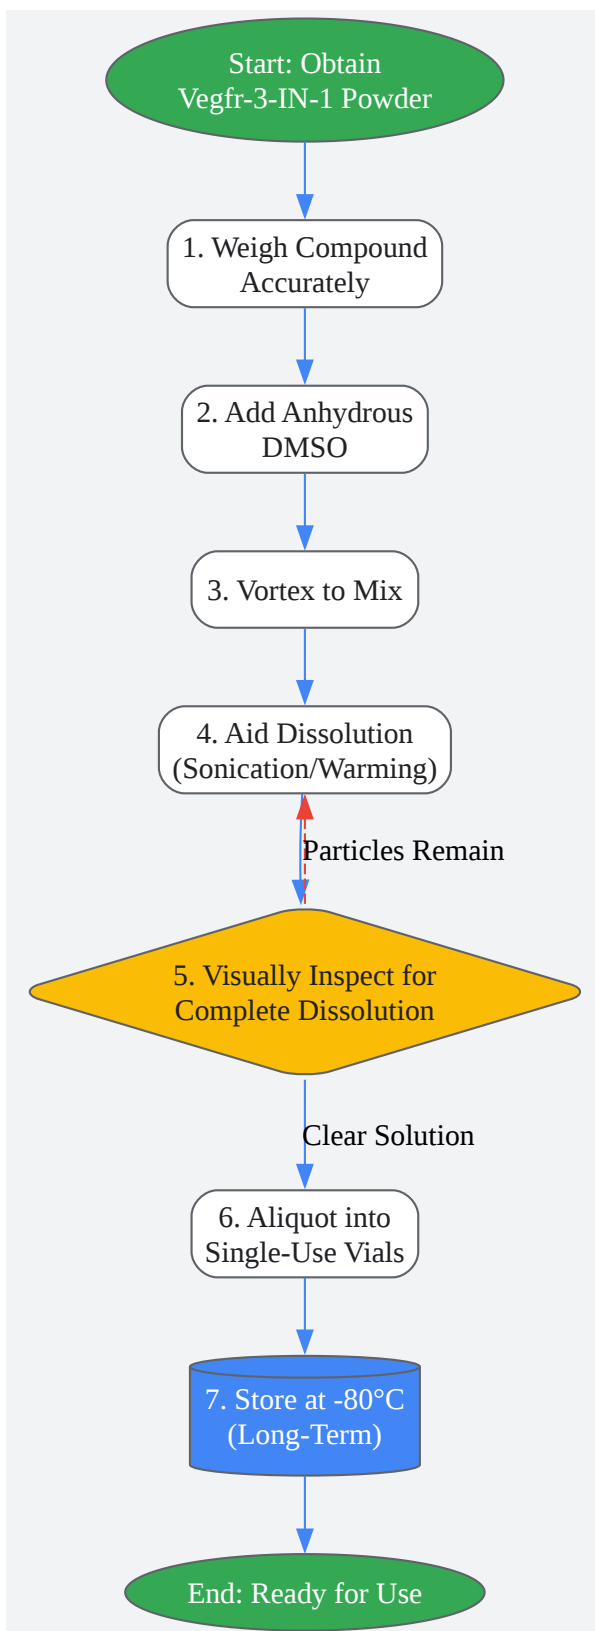 Start: Obtain
Vegfr-3-IN-1 Powder
1. Weigh Compound
Accurately
2. Add Anhydrous
DMSO
3. Vortex to Mix
4. Aid Dissolution
(Sonication/Warming)
Particles Remain
5. Visually Inspect for
Complete Dissolution
Clear Solution
6. Aliquot into
Single-Use Vials
7. Store at -80°C
(Long-Term)
End: Ready for Use